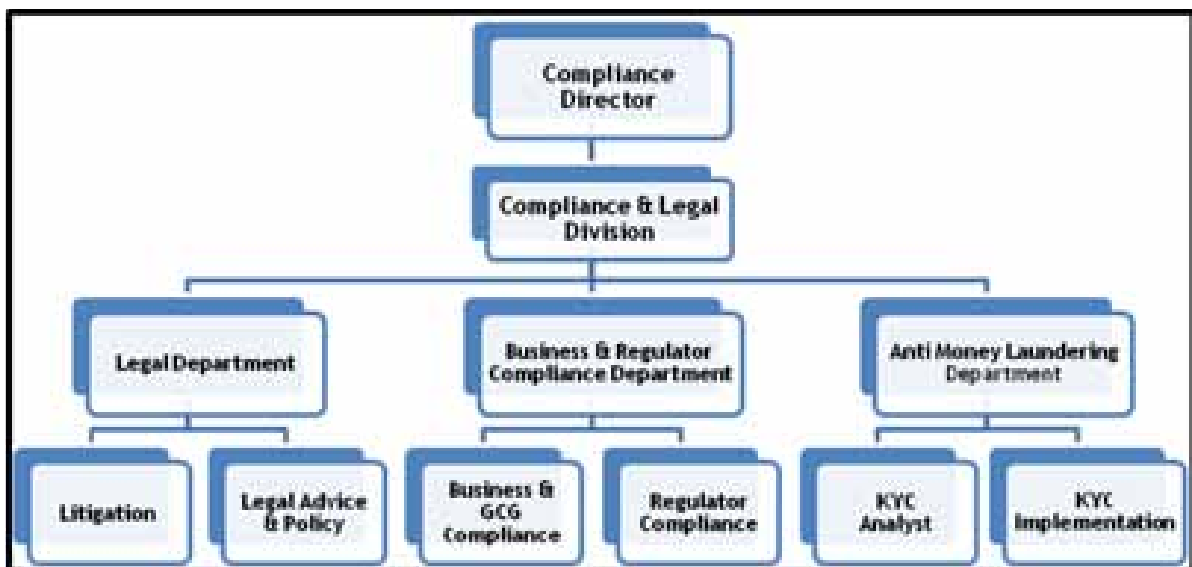 Compliance
Director
Compliance & Legal
Division
Legal Department
Business & Regulator
Compliance Department
Anti Money Laundering
Department
Litigation
Legal Advice
& Policy
Business &
GCG
Compliance
Regulator
Compliance
KYC
Analyst
KYC
Implementation